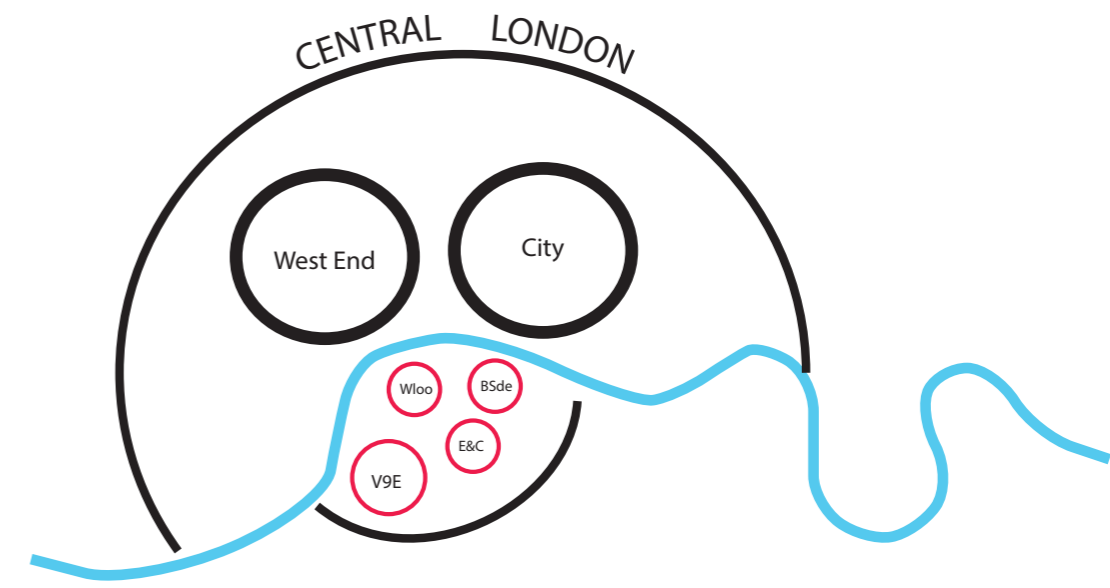 CENTRAL LONDON
West End
City
Wloo
BSde
E&C
V9E